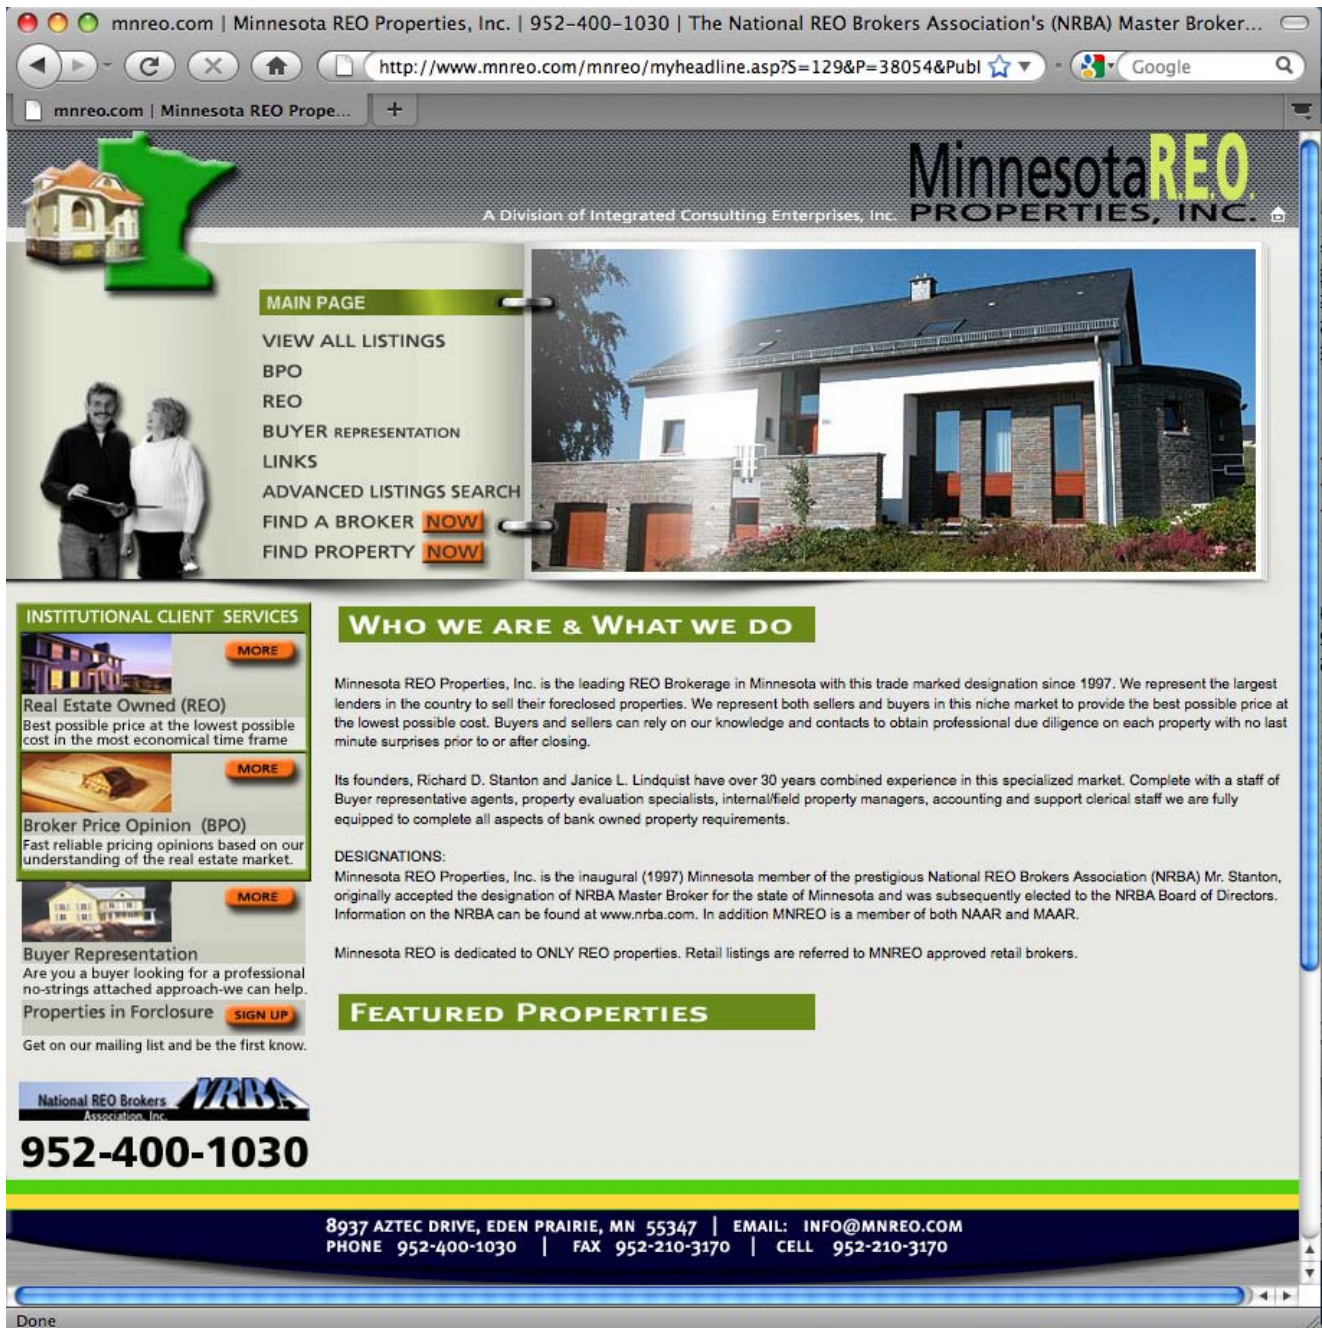 mnreo.com | Minnesota REO Properties, Inc. | 952-400-1030 | The National REO Brokers Association's (NRBA) Master Broker...
http://www.mnreo.com/mnreo/myheadline.asp?S=129&P=38054&Publ
Google
mnreo.com | Minnesota REO Prope...
Minnesota R.E.O.
A Division of Integrated Consulting Enterprises, Inc. PROPERTIES, INC.
MAIN PAGE
VIEW ALL LISTINGS
BPO
REO
BUYER REPRESENTATION
LINKS
ADVANCED LISTINGS SEARCH
FIND A BROKER NOW
FIND PROPERTY NOW
INSTITUTIONAL CLIENT SERVICES
MORE
Real Estate Owned (REO)
Best possible price at the lowest possible
cost in the most economical time frame
MORE
Broker Price Opinion (BPO)
Fast reliable pricing opinions based on our
understanding of the real estate market.
MORE
Buyer Representation
Are you a buyer looking for a professional
no-strings attached approach-we can help.
Properties in Forclosure SIGN UP
Get on our mailing list and be the first know.
National REO Brokers NRBA
Association, Inc.
952-400-1030
WHO WE ARE & WHAT WE DO
Minnesota REO Properties, Inc. is the leading REO Brokerage in Minnesota with this trade marked designation since 1997. We represent the largest
lenders in the country to sell their foreclosed properties. We represent both sellers and buyers in this niche market to provide the best possible price at
the lowest possible cost. Buyers and sellers can rely on our knowledge and contacts to obtain professional due diligence on each property with no last
minute surprises prior to or after closing.
Its founders, Richard D. Stanton and Janice L. Lindquist have over 30 years combined experience in this specialized market. Complete with a staff of
Buyer representative agents, property evaluation specialists, internal/field property managers, accounting and support clerical staff we are fully
equipped to complete all aspects of bank owned property requirements.
DESIGNATIONS:
Minnesota REO Properties, Inc. is the inaugural (1997) Minnesota member of the prestigious National REO Brokers Association (NRBA) Mr. Stanton,
originally accepted the designation of NRBA Master Broker for the state of Minnesota and was subsequently elected to the NRBA Board of Directors.
Information on the NRBA can be found at www.nrba.com. In addition MNREO is a member of both NAAR and MAAR.
Minnesota REO is dedicated to ONLY REO properties. Retail listings are referred to MNREO approved retail brokers.
FEATURED PROPERTIES
8937 AZTEC DRIVE, EDEN PRAIRIE, MN 55347 | EMAIL: INFO@MNREO.COM
PHONE 952-400-1030 | FAX 952-210-3170 | CELL 952-210-3170
Done